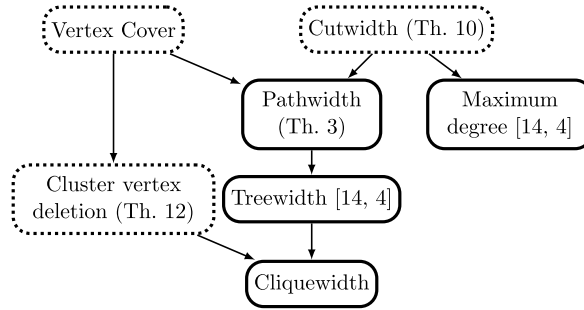 Vertex Cover
Cutwidth (Th. 10)
Pathwidth
(Th. 3)
Maximum
degree [14, 4]
Cluster vertex
deletion (Th. 12)
Treewidth [14, 4]
Cliquewidth